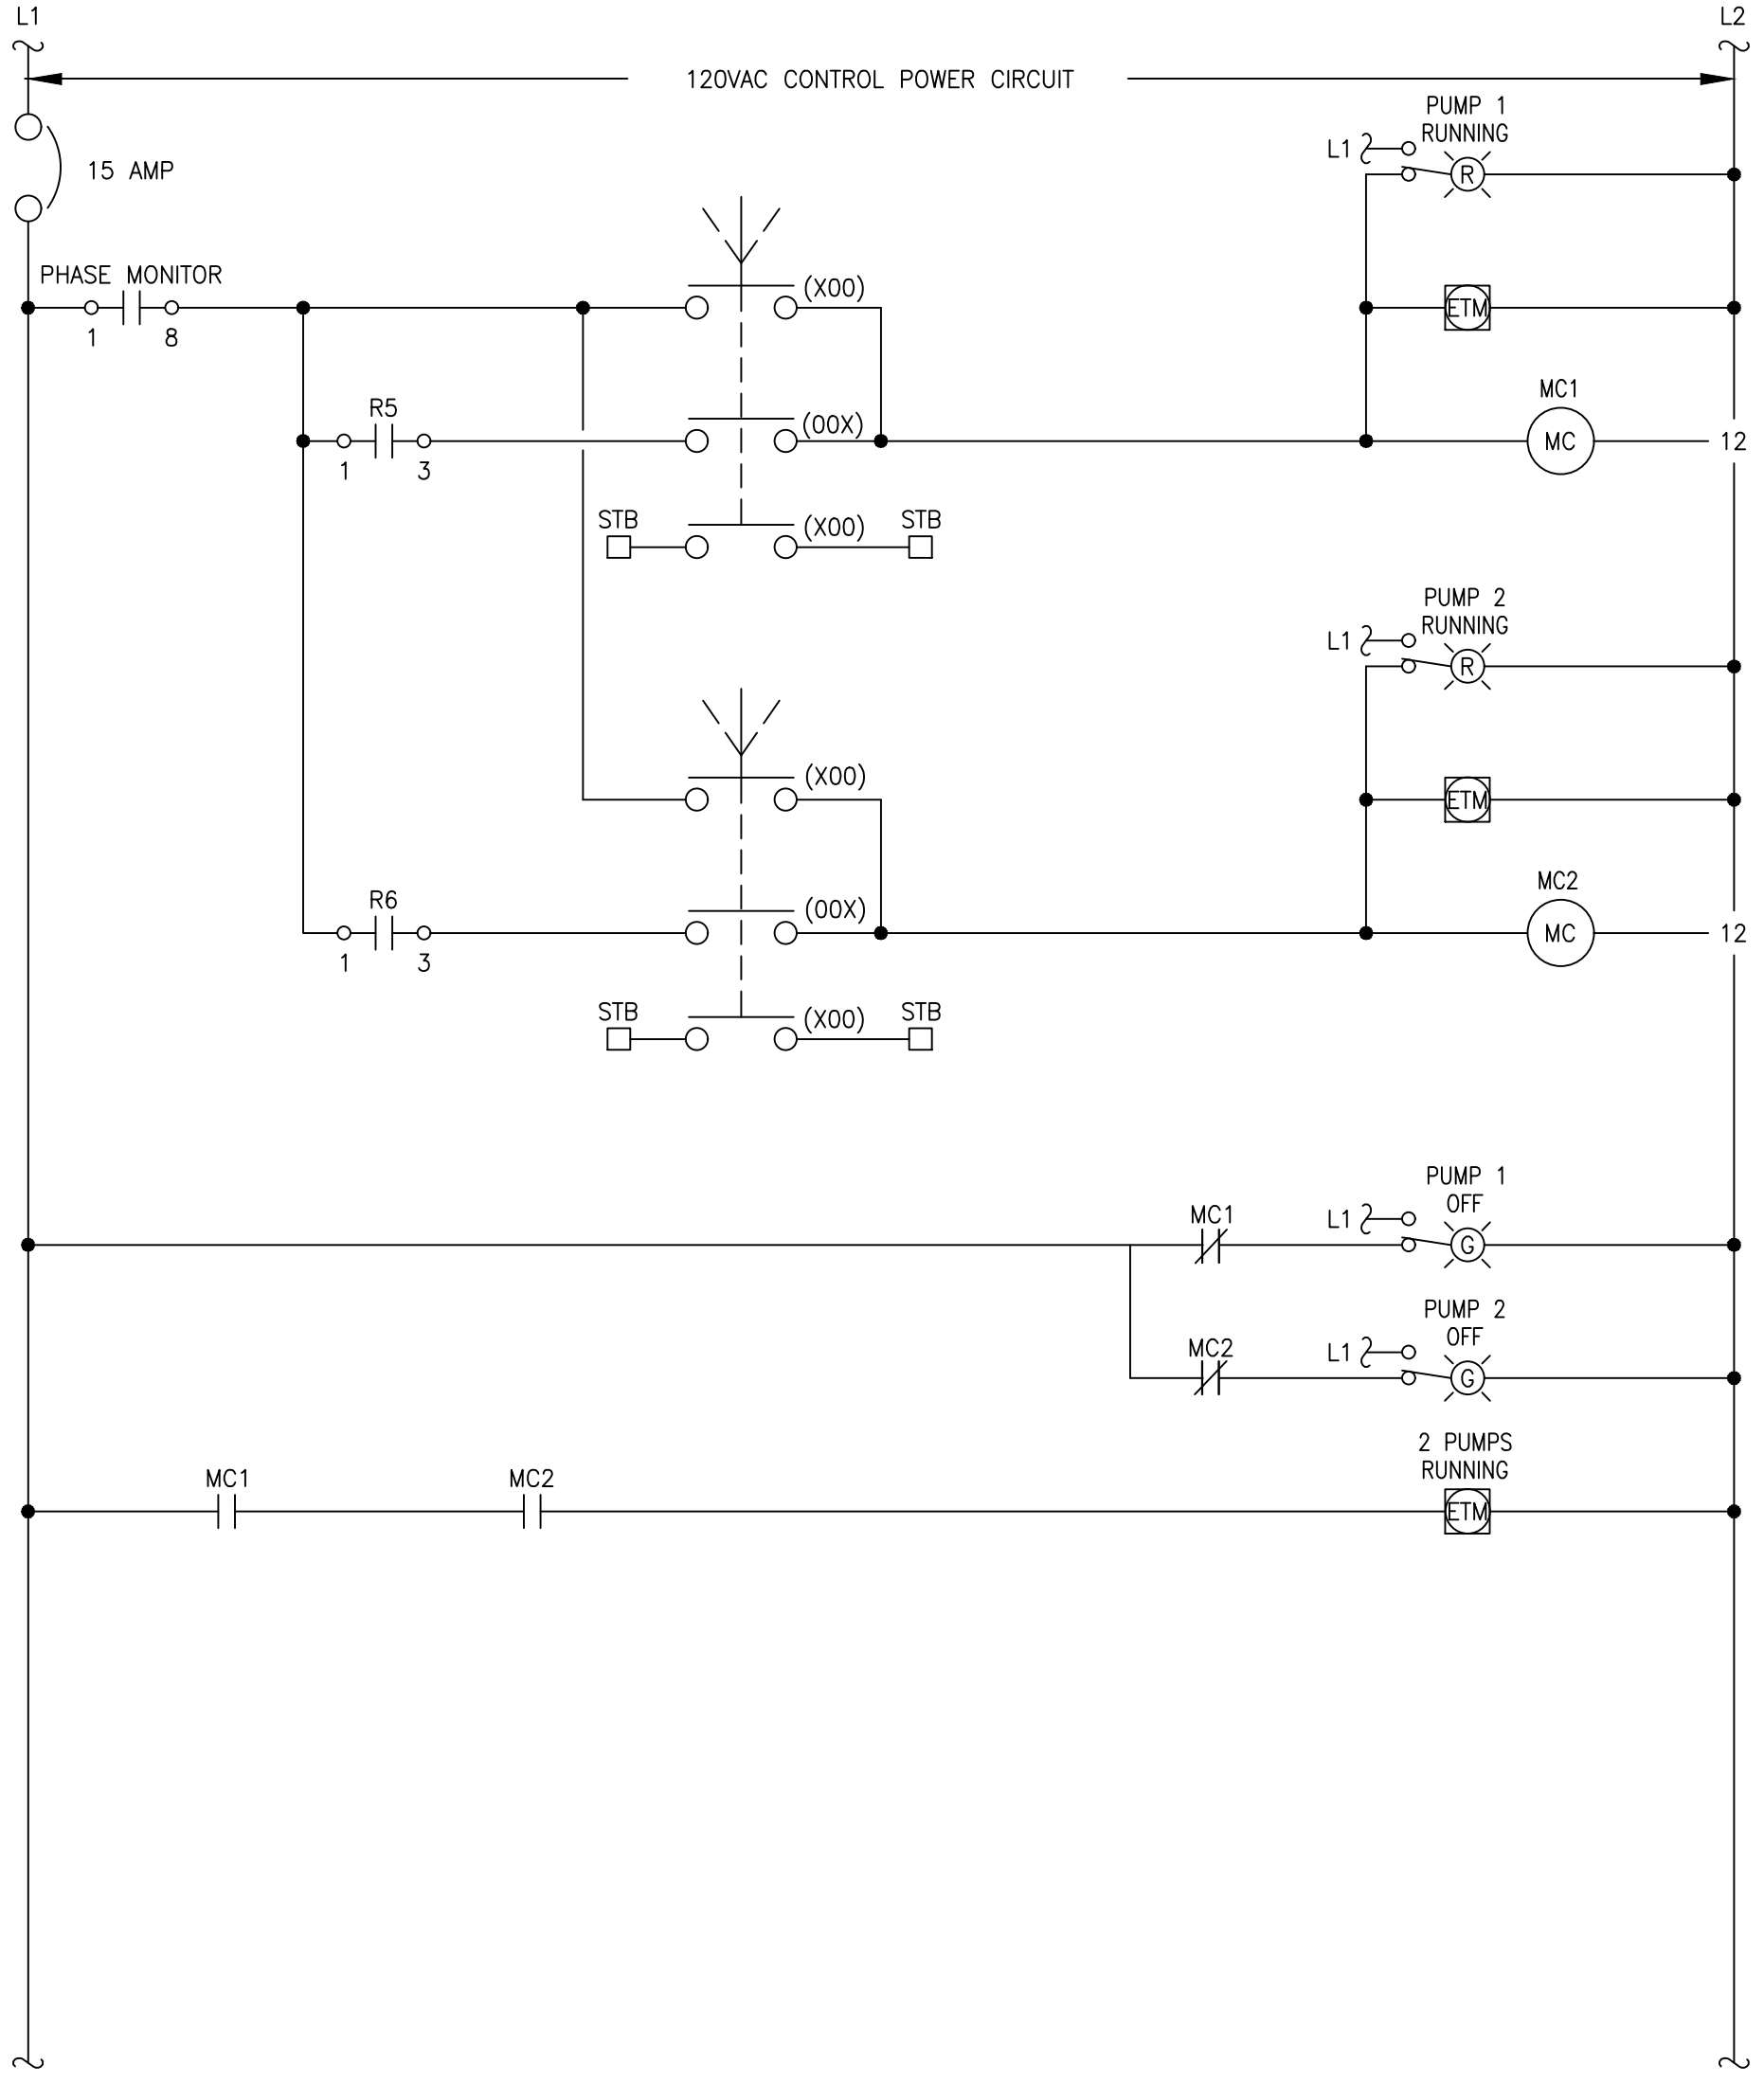 L1
L2
120VAC CONTROL POWER CIRCUIT
PUMP 1
RUNNING
L1
R
15 AMP
PHASE MONITOR
1
8
(X00)
ETM
MC1
R5
1
3
(00X)
MC
12
STB
(X00)
STB
PUMP 2
RUNNING
L1
R
(X00)
ETM
MC2
R6
1
3
(00X)
MC
12
STB
(X00)
STB
PUMP 1
OFF
MC1
L1
G
PUMP 2
OFF
MC2
L1
G
2 PUMPS
RUNNING
MC1
MC2
ETM